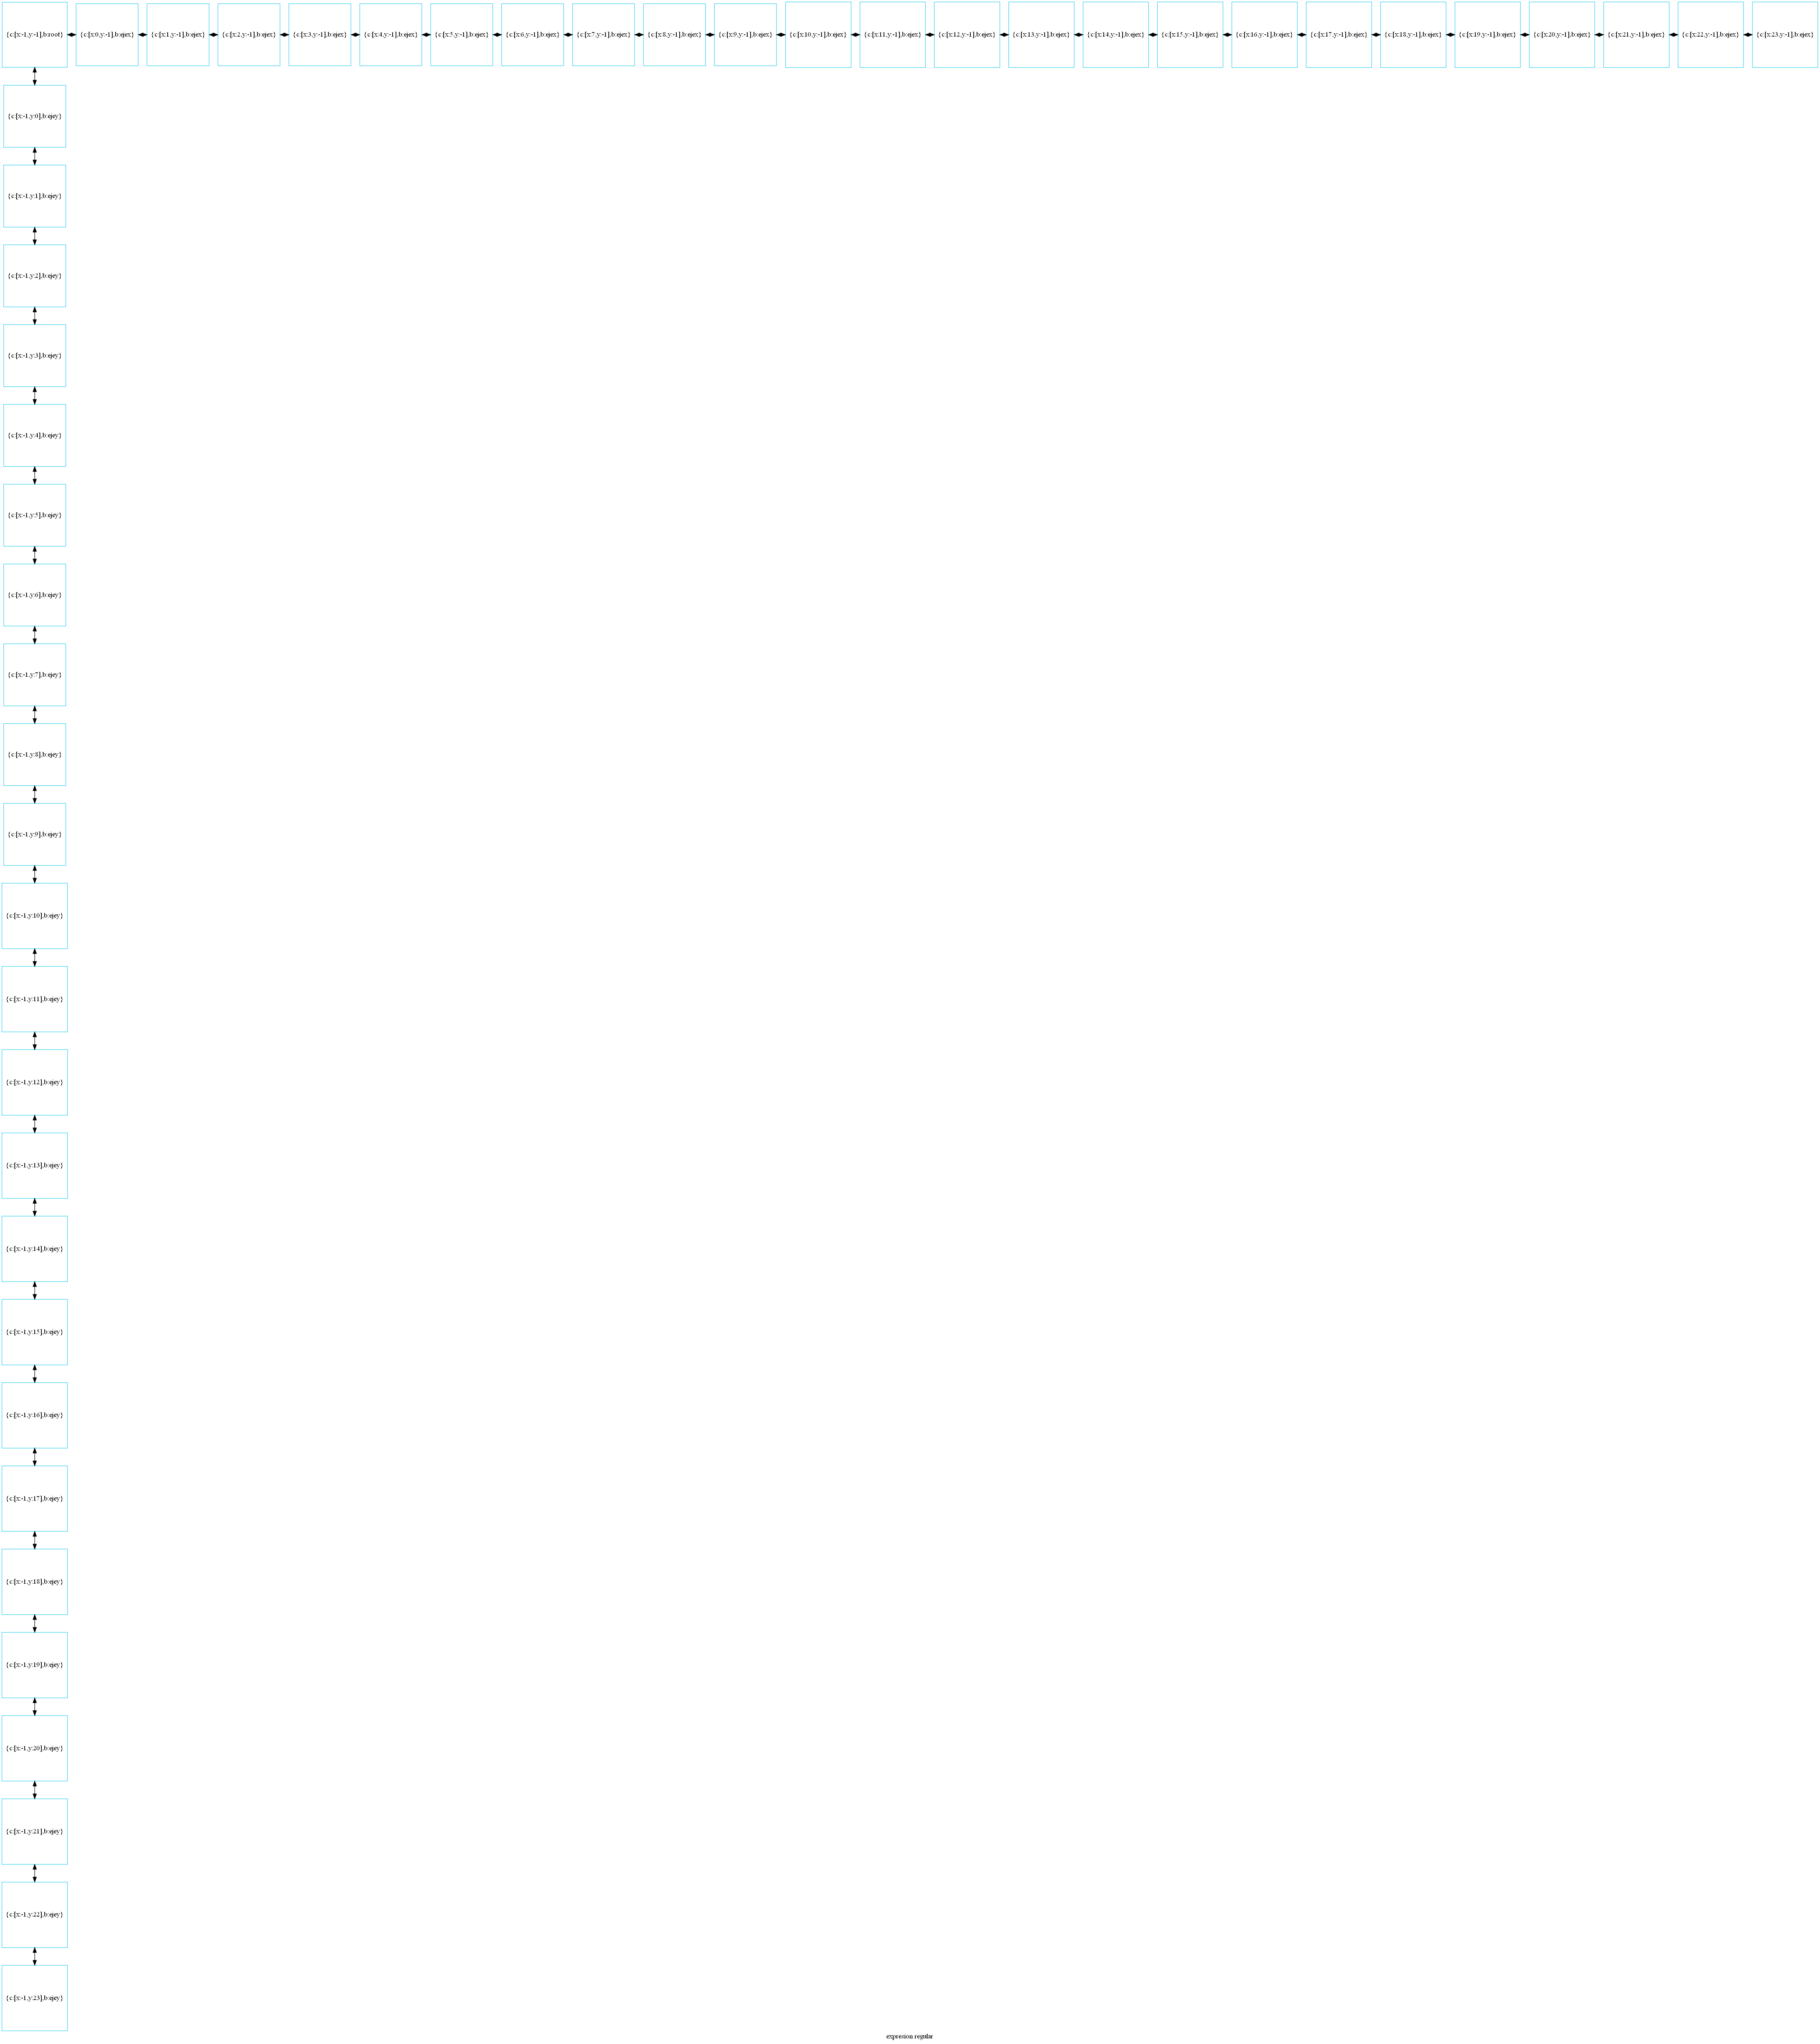 {c:[x:-1,y:-1],b:root} {c:[x:0,y:-1],b:ejex} {c:[x:1,y:-1],b:ejex} {c:[x:2,y:-1],b:ejex} {c:[x:3,y:-1],b:ejex} {c:[x:4,y:-1],b:ejex} {c:[x:5,y:-1],b:ejex} {c:[x:6,y:-1],b:ejex} {c:[x:7,y:-1],b:ejex} {c:[x:8,y:-1],b:ejex} {c:[x:9,y:-1],b:ejex} {c:[x:10,y:-1],b:ejex} {c:[x:11,y:-1],b:ejex} {c:[x:12,y:-1],b:ejex} {c:[x:13,y:-1],b:ejex} {c:[x:14,y:-1],b:ejex} {c:[x:15,y:-1],b:ejex} {c:[x:16,y:-1],b:ejex} {c:[x:17,y:-1],b:ejex} {c:[x:18,y:-1],b:ejex} {c:[x:19,y:-1],b:ejex} {c:[x:20,y:-1],b:ejex} {c:[x:21,y:-1],b:ejex} {c:[x:22,y:-1],b:ejex} {c:[x:23,y:-1],b:ejex}
{c:[x:-1,y:0],b:ejey}
{c:[x:-1,y:1],b:ejey}
{c:[x:-1,y:2],b:ejey}
{c:[x:-1,y:3],b:ejey}
{c:[x:-1,y:4],b:ejey}
{c:[x:-1,y:5],b:ejey}
{c:[x:-1,y:6],b:ejey}
{c:[x:-1,y:7],b:ejey}
{c:[x:-1,y:8],b:ejey}
{c:[x:-1,y:9],b:ejey}
{c:[x:-1,y:10],b:ejey}
{c:[x:-1,y:11],b:ejey}
{c:[x:-1,y:12],b:ejey}
{c:[x:-1,y:13],b:ejey}
{c:[x:-1,y:14],b:ejey}
{c:[x:-1,y:15],b:ejey}
{c:[x:-1,y:16],b:ejey}
{c:[x:-1,y:17],b:ejey}
{c:[x:-1,y:18],b:ejey}
{c:[x:-1,y:19],b:ejey}
{c:[x:-1,y:20],b:ejey}
{c:[x:-1,y:21],b:ejey}
{c:[x:-1,y:22],b:ejey}
{c:[x:-1,y:23],b:ejey}
expresion regular